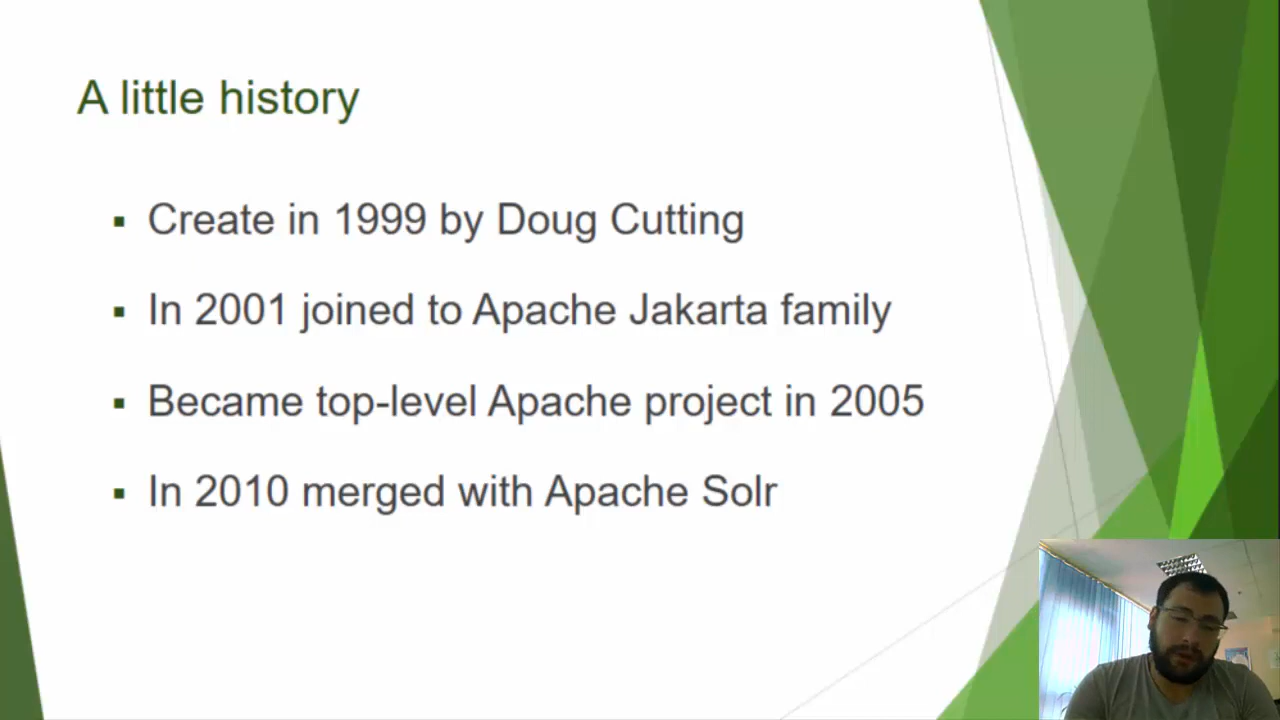 A little history
Create in 1999 by Doug Cutting
In 2001 joined to Apache Jakarta family
Became top-level Apache project in 2005
In 2010 merged with Apache Solr